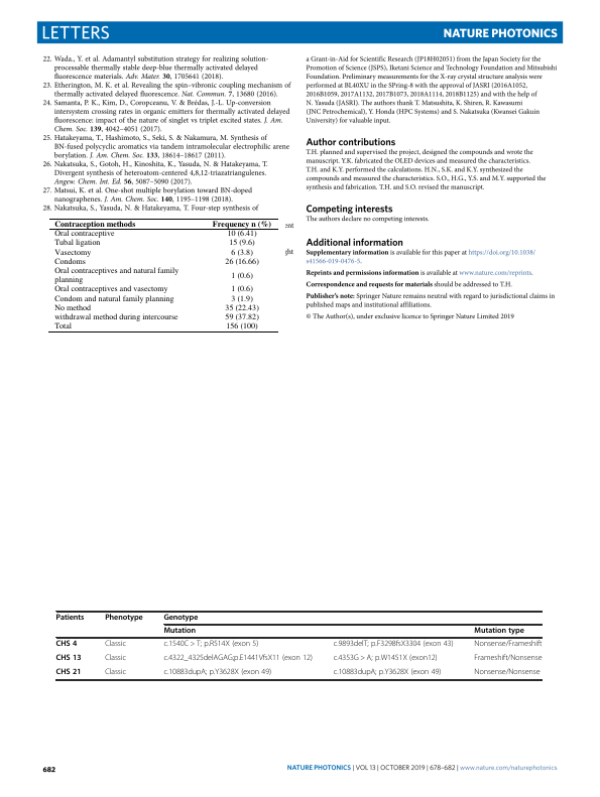 LETTERS
NATURE PHOTONICS
22. Wada., Y. et al. Adamantyl substitution strategy for realizing solution-
processable thermally stable deep-blue thermally activated delayed
fluorescence materials. Adv. Mater. 30, 1705641 (2018).
23. Etherington, M. K. et al. Revealing the spin–vibronic coupling mechanism of
thermally activated delayed fluorescence. Nat. Commun. 7, 13680 (2016).
24. Samanta, P. K., Kim, D., Coropceanu, V. & Brédas, J.-L. Up-conversion
intersystem crossing rates in organic emitters for thermally activated delayed
fluorescence: impact of the nature of singlet vs triplet excited states. J. Am.
Chem. Soc. 139, 4042–4051 (2017).
25. Hatakeyama, T., Hashimoto, S., Seki, S. & Nakamura, M. Synthesis of
BN-fused polycyclic aromatics via tandem intramolecular electrophilic arene
borylation. J. Am. Chem. Soc. 133, 18614–18617 (2011).
26. Nakatsuka, S., Gotoh, H., Kinoshita, K., Yasuda, N. & Hatakeyama, T.
Divergent synthesis of heteroatom-centered 4,8,12-triazatriangulenes.
Angew. Chem. Int. Ed. 56, 5087–5090 (2017).
27. Matsui, K. et al. One-shot multiple borylation toward BN-doped
nanographenes. J. Am. Chem. Soc. 140, 1195–1198 (2018).
28. Nakatsuka, S., Yasuda, N. & Hatakeyama, T. Four-step synthesis of
Contraception methods Frequency n (%)
Oral contraceptive 10 (6.41)
Tubal ligation 15 (9.6)
Vasectomy 6 (3.8)
Condoms 26 (16.66)
Oral contraceptives and natural family
planning 1 (0.6)
Oral contraceptives and vasectomy 1 (0.6)
Condom and natural family planning 3 (1.9)
No method 35 (22.43)
withdrawal method during intercourse 59 (37.82)
Total 156 (100)
ght
a Grant-in-Aid for Scientific Research (JP18H02051) from the Japan Society for the
Promotion of Science (JSPS), Iketani Science and Technology Foundation and Mitsubishi
Foundation. Preliminary measurements for the X-ray crystal structure analysis were
performed at BL40XU in the SPring-8 with the approval of JASRI (2016A1052,
2016B1059, 2017A1132, 2017B1073, 2018A1114, 2018B1125) and with the help of
N. Yasuda (JASRI). The authors thank T. Matsushita, K. Shiren, R. Kawasumi
(JNC Petrochemical), Y. Honda (HPC Systems) and S. Nakatsuka (Kwansei Gakuin
University) for valuable input.
Author contributions
T.H. planned and supervised the project, designed the compounds and wrote the
manuscript. Y.K. fabricated the OLED devices and measured the characteristics.
T.H. and K.Y. performed the calculations. H.N., S.K. and K.Y. synthesized the
compounds and measured the characteristics. S.O., H.G., Y.S. and M.Y. supported the
synthesis and fabrication. T.H. and S.O. revised the manuscript.
Competing interests
The authors declare no competing interests.
Additional information
Supplementary information is available for this paper at https://doi.org/10.1038/
s41566-019-0476-5.
Reprints and permissions information is available at www.nature.com/reprints.
Correspondence and requests for materials should be addressed to T.H.
Publisher's note: Springer Nature remains neutral with regard to jurisdictional claims in
published maps and institutional affiliations.
© The Author(s), under exclusive licence to Springer Nature Limited 2019
Patients Phenotype Genotype
Mutation Mutation type
CHS 4 Classic c.1540C > T; p.R514X (exon 5) c.9893delT; p.F3298fsX3304 (exon 43) Nonsense/Frameshift
CHS 13 Classic c.4322_4325delAGAG;p.E1441VfsX11 (exon 12) c.4353G > A; p.W1451X (exon12) Frameshift/Nonsense
CHS 21 Classic c.10883dupA; p.Y3628X (exon 49) c.10883dupA; p.Y3628X (exon 49) Nonsense/Nonsense
682
NATURE PHOTONICS | VOL 13 | OCTOBER 2019 | 678–682 | www.nature.com/naturephotonics